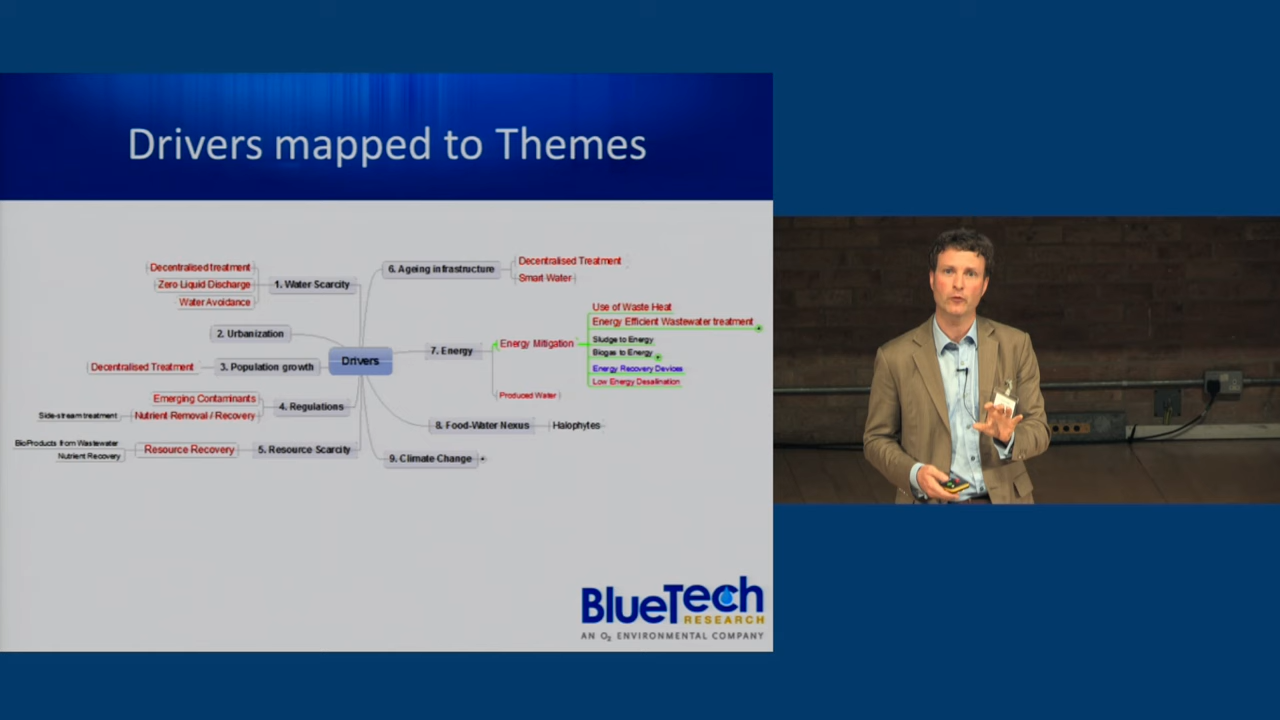 Drivers mapped to Themes
Decentralised treatment
Zero Liquid Discharge
Water Avoidance
1. Water Scarcity
2. Urbanization
Decentralised Treatment
3. Population growth
Emerging Contaminants
Side-stream treatment
Nutrient Removal / Recovery
4. Regulations
BioProducts from Wastewater
Nutrient Recovery
Resource Recovery
5. Resource Scarcity
Drivers
6. Ageing infrastructure
Decentralised Treatment
Smart Water
7. Energy
Energy Mitigation
Use of Waste Heat
Energy Efficient Wastewater treatment
Sludge to Energy
Biogas to Energy
Energy Recovery Devices
Low Energy Desalination
Produced Water
8. Food-Water Nexus
Halophytes
9. Climate Change
BlueTech
RESEARCH
AN O₂ ENVIRONMENTAL COMPANY